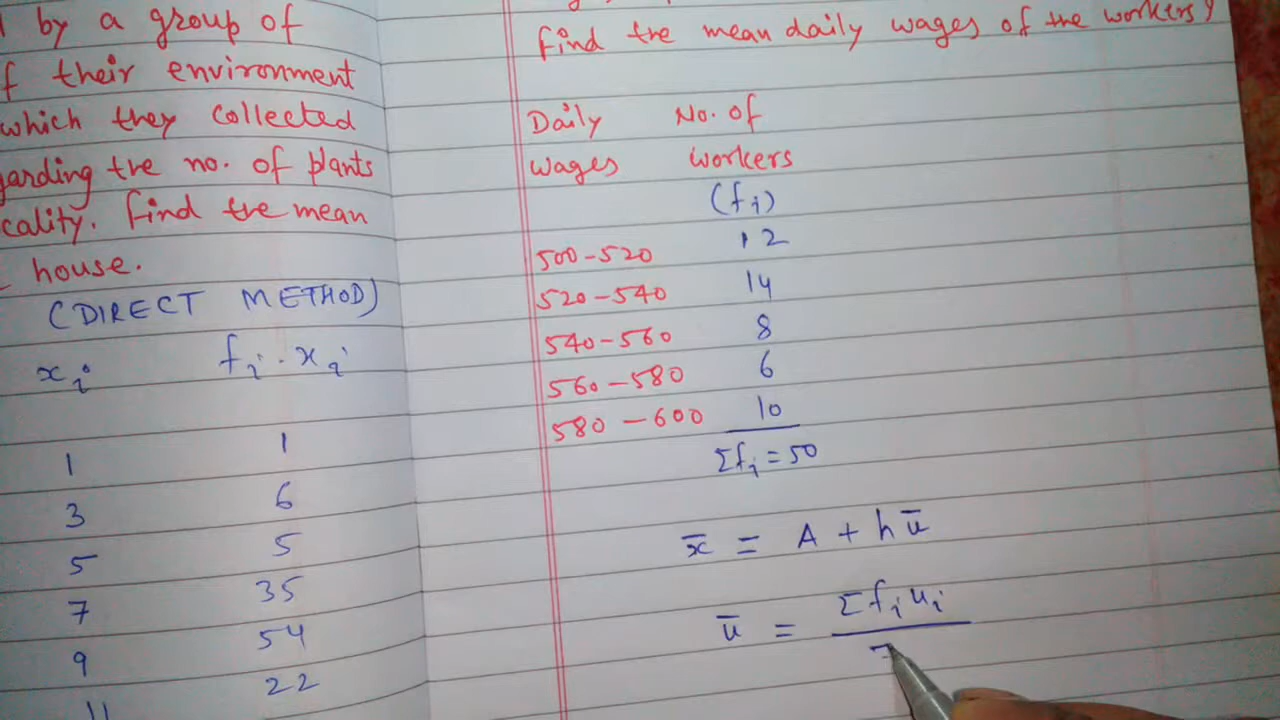 by a group of
their environment
which they collected
garding the no. of plants
cality. find the mean
house.
(DIRECT METHOD)
xi fi . xi
1 1
3 6
5 5
7 35
9 54
11 22
find the mean daily wages of the workers?
Daily No. of
wages workers
(fi)
500-520 12
520-540 14
540-560 8
560-580 6
580-600 10
Σfi = 50
x̄ = A + hū
ū = Σfiui